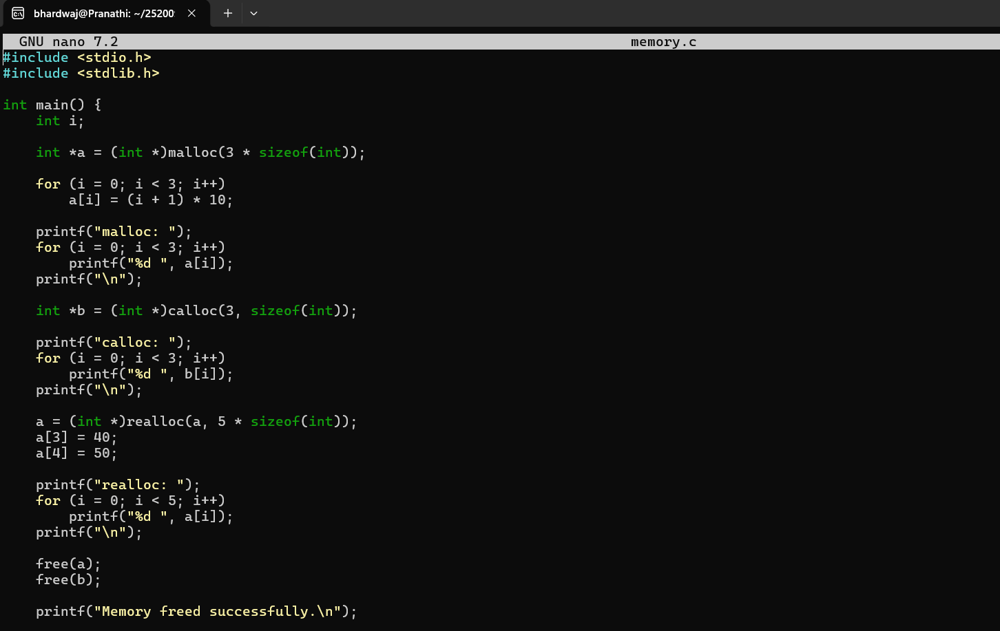 bhardwaj@Pranathi: ~/25200
GNU nano 7.2 memory.c
#include <stdio.h>
#include <stdlib.h>

int main() {
    int i;

    int *a = (int *)malloc(3 * sizeof(int));

    for (i = 0; i < 3; i++)
        a[i] = (i + 1) * 10;

    printf("malloc: ");
    for (i = 0; i < 3; i++)
        printf("%d ", a[i]);
    printf("\n");

    int *b = (int *)calloc(3, sizeof(int));

    printf("calloc: ");
    for (i = 0; i < 3; i++)
        printf("%d ", b[i]);
    printf("\n");

    a = (int *)realloc(a, 5 * sizeof(int));
    a[3] = 40;
    a[4] = 50;

    printf("realloc: ");
    for (i = 0; i < 5; i++)
        printf("%d ", a[i]);
    printf("\n");

    free(a);
    free(b);

    printf("Memory freed successfully.\n");